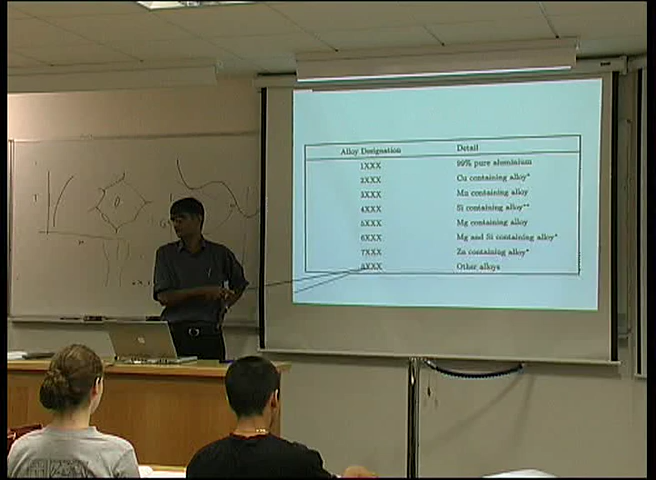 Alloy Designation Detail
1XXX 99% pure aluminium
2XXX Cu containing alloy*
3XXX Mn containing alloy
4XXX Si containing alloy**
5XXX Mg containing alloy
6XXX Mg and Si containing alloy*
7XXX Zn containing alloy*
8XXX Other alloys